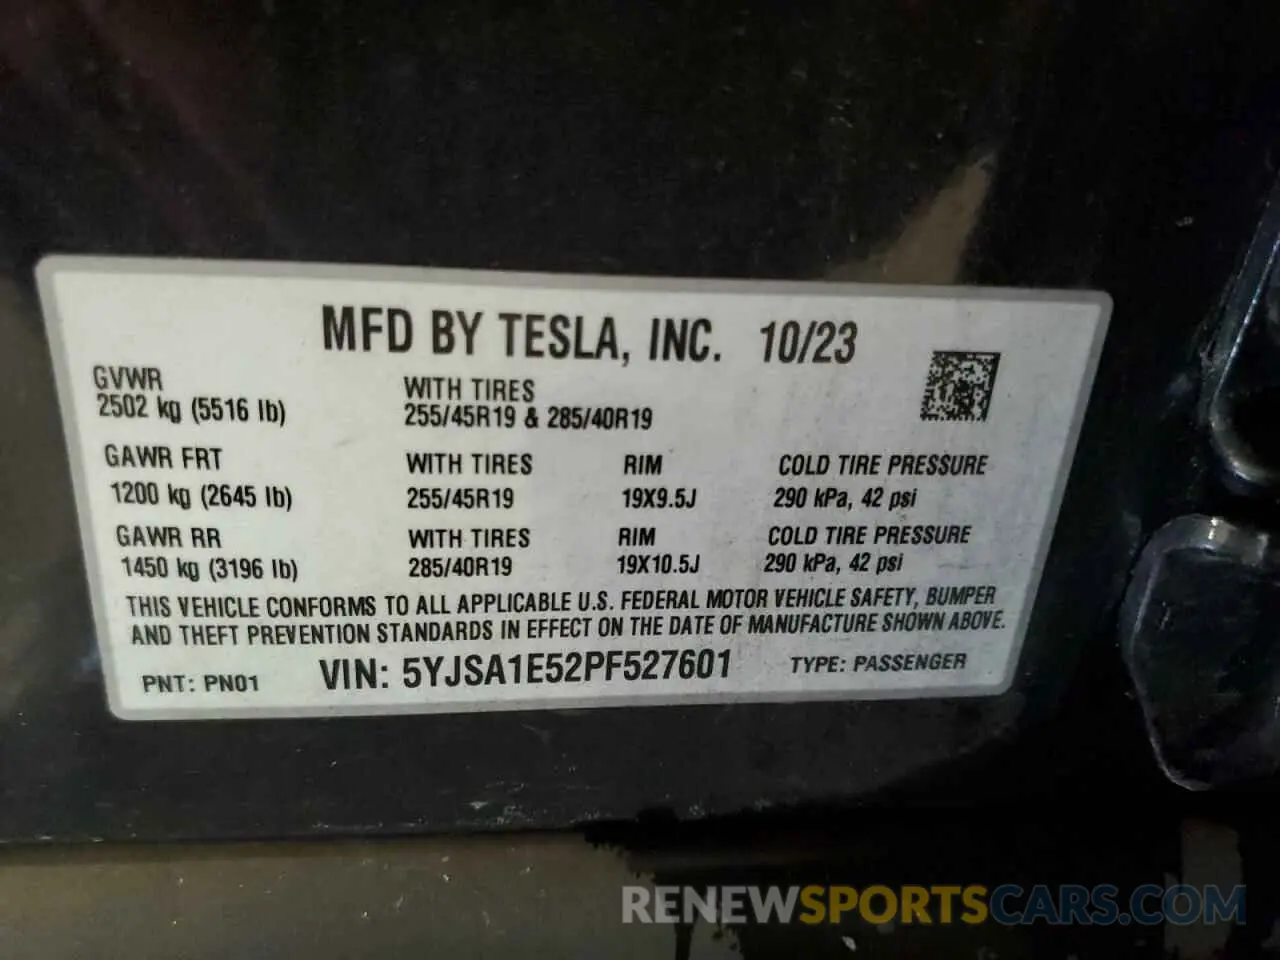 MFD BY TESLA, INC. 10/23
GVWR
2502 kg (5516 lb)
WITH TIRES
255/45R19 & 285/40R19
GAWR FRT WITH TIRES RIM COLD TIRE PRESSURE
1200 kg (2645 lb) 255/45R19 19X9.5J 290 kPa, 42 psi
GAWR RR WITH TIRES RIM COLD TIRE PRESSURE
1450 kg (3196 lb) 285/40R19 19X10.5J 290 kPa, 42 psi
THIS VEHICLE CONFORMS TO ALL APPLICABLE U.S. FEDERAL MOTOR VEHICLE SAFETY, BUMPER
AND THEFT PREVENTION STANDARDS IN EFFECT ON THE DATE OF MANUFACTURE SHOWN ABOVE.
PNT: PN01 VIN: 5YJSA1E52PF527601 TYPE: PASSENGER
RENEWSPORTSCARS.COM